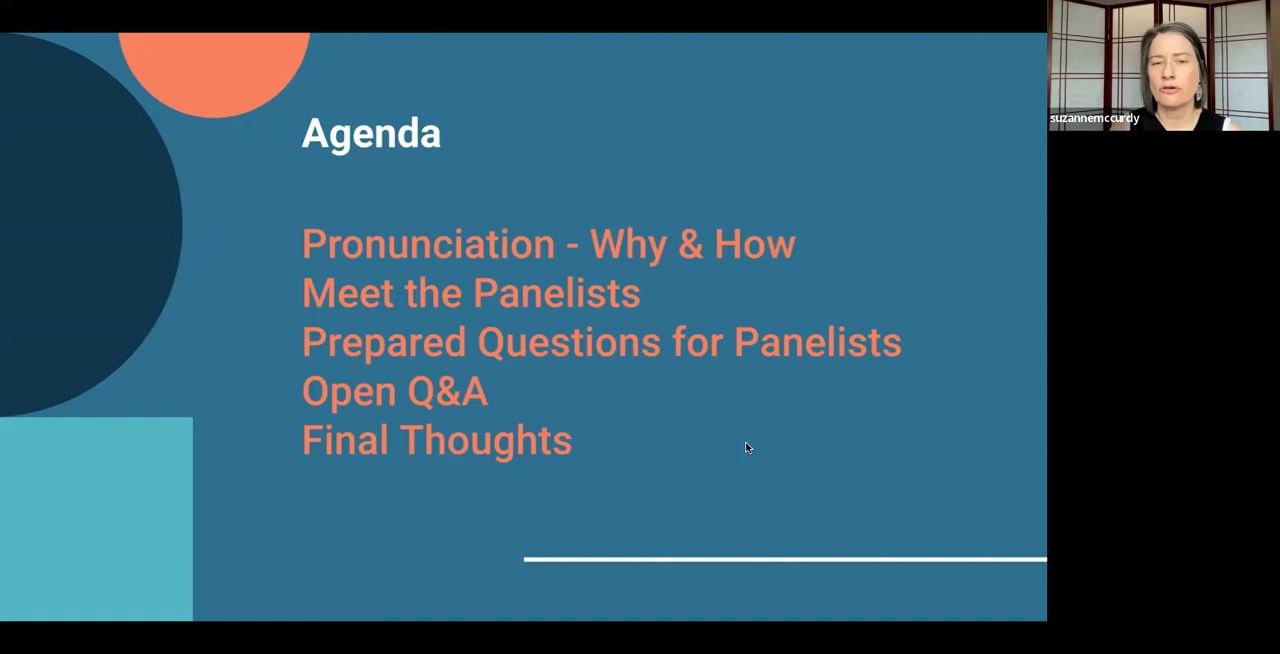 Agenda
Pronunciation - Why & How
Meet the Panelists
Prepared Questions for Panelists
Open Q&A
Final Thoughts
suzannemccurdy